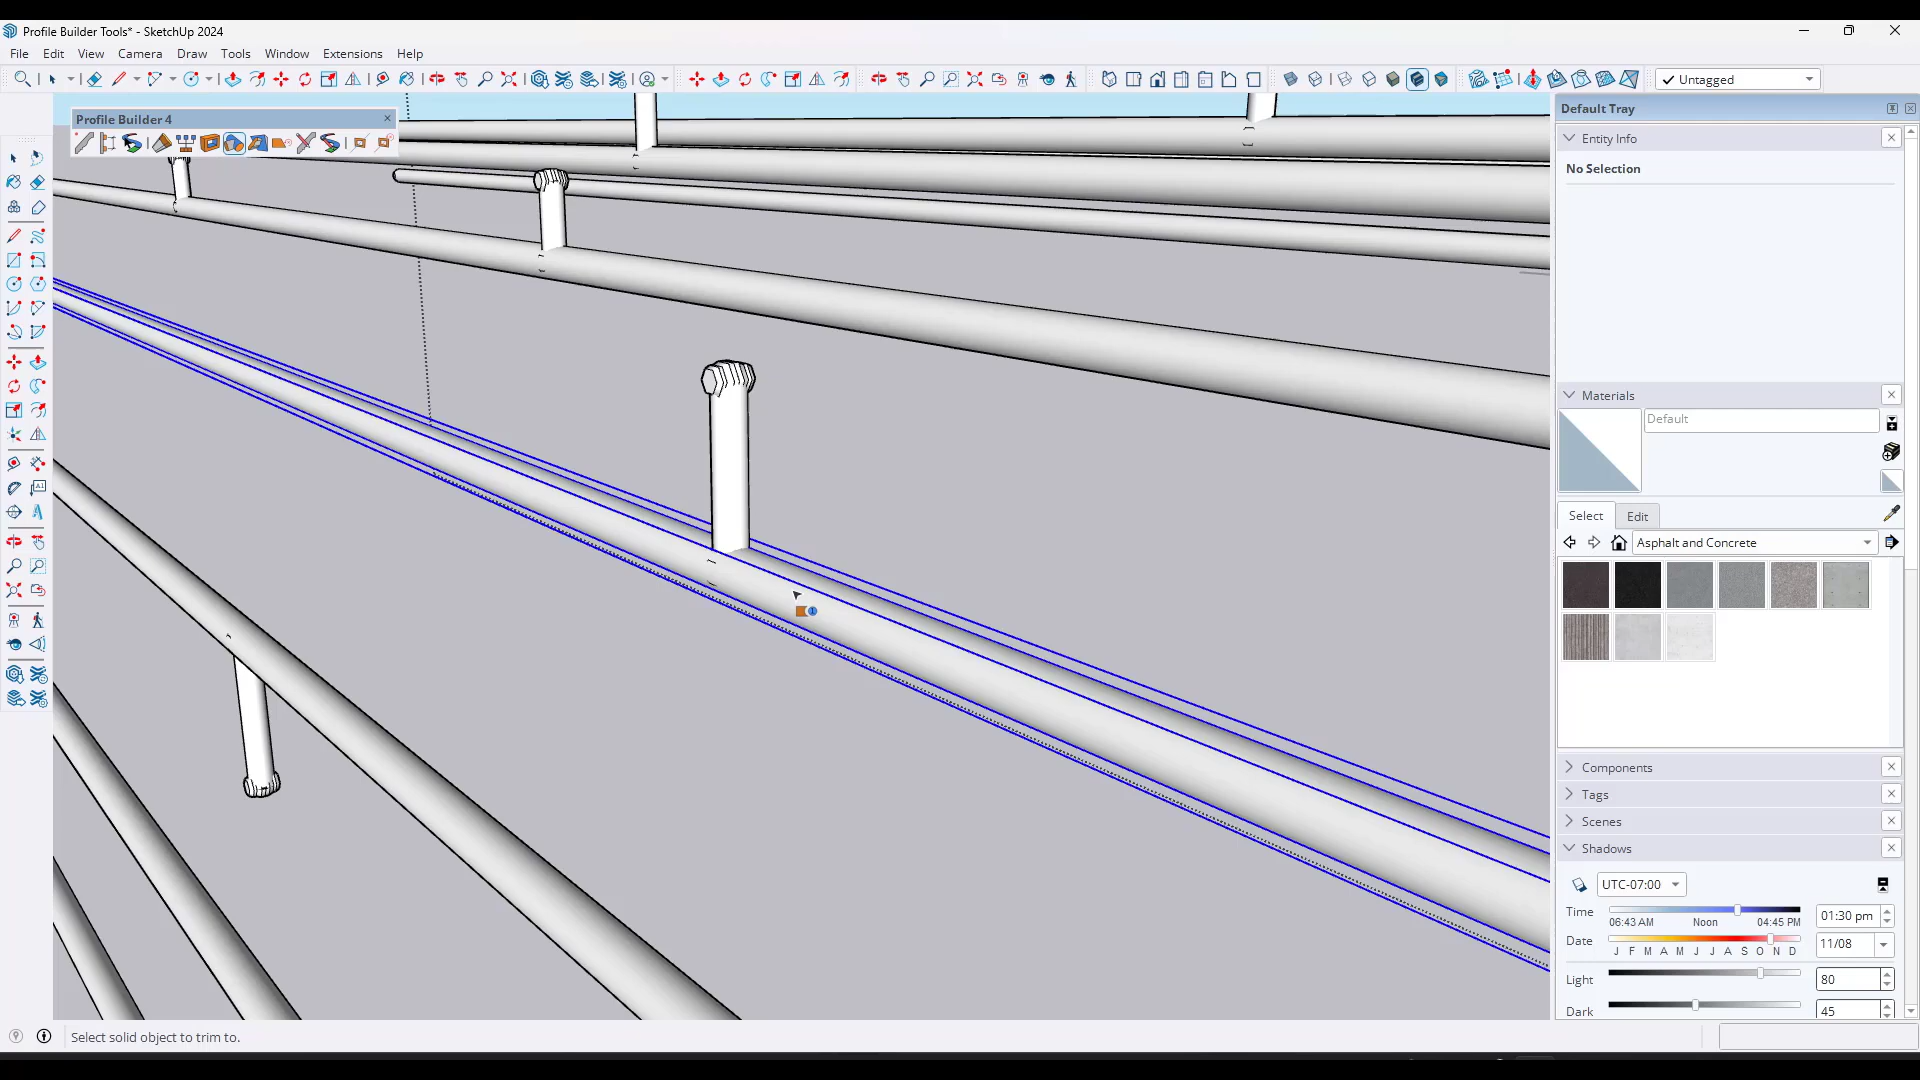 Profile Builder Tools* - SketchUp 2024
File Edit View Camera Draw Tools Window Extensions Help
Untagged
Profile Builder 4
Default Tray
Entity Info
No Selection
Materials
Default
Select Edit
Asphalt and Concrete
Components
Tags
Scenes
Shadows
UTC-07:00
Time 06:43 AM Noon 04:45 PM 01:30 pm
Date J F M A M J J A S O N D 11/08
Light 80
Dark 45
Select solid object to trim to.